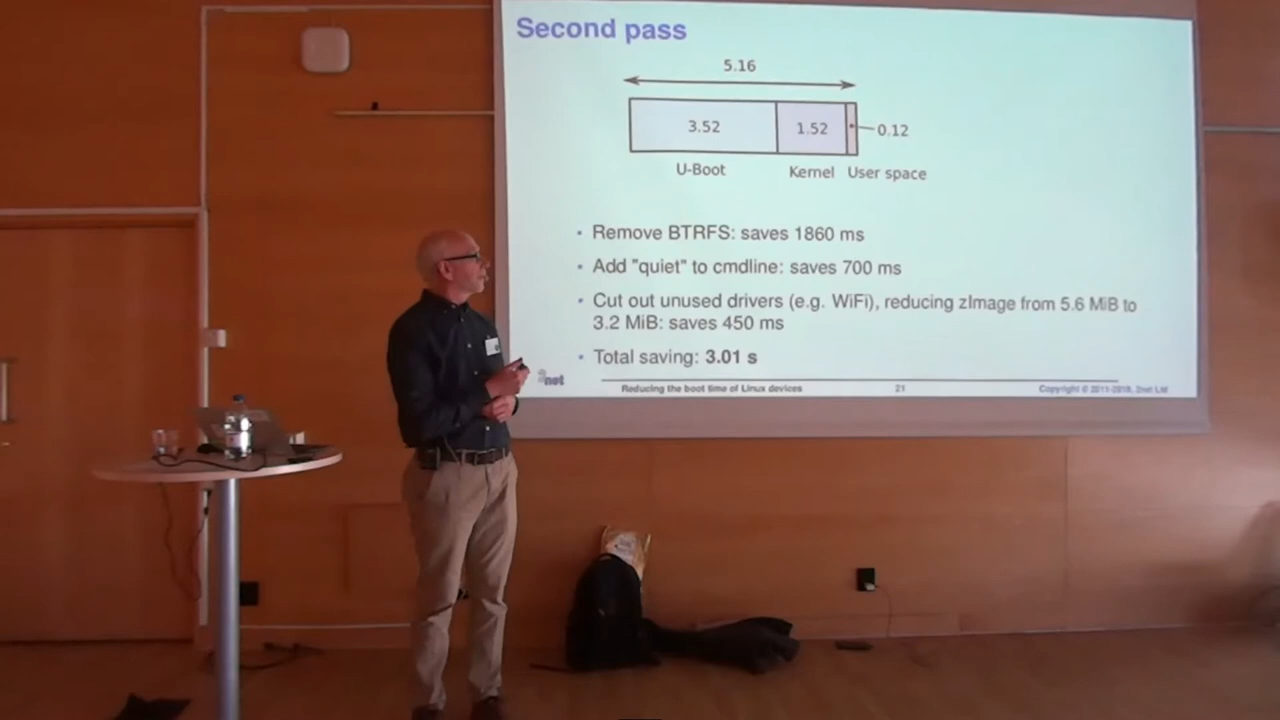 Second pass
5.16
3.52
1.52
0.12
U-Boot
Kernel
User space
• Remove BTRFS: saves 1860 ms
• Add "quiet" to cmdline: saves 700 ms
• Cut out unused drivers (e.g. WiFi), reducing zImage from 5.6 MiB to
3.2 MiB: saves 450 ms
• Total saving: 3.01 s
2net
Reducing the boot time of Linux devices
21
Copyright © 2011-2019, 2net Ltd